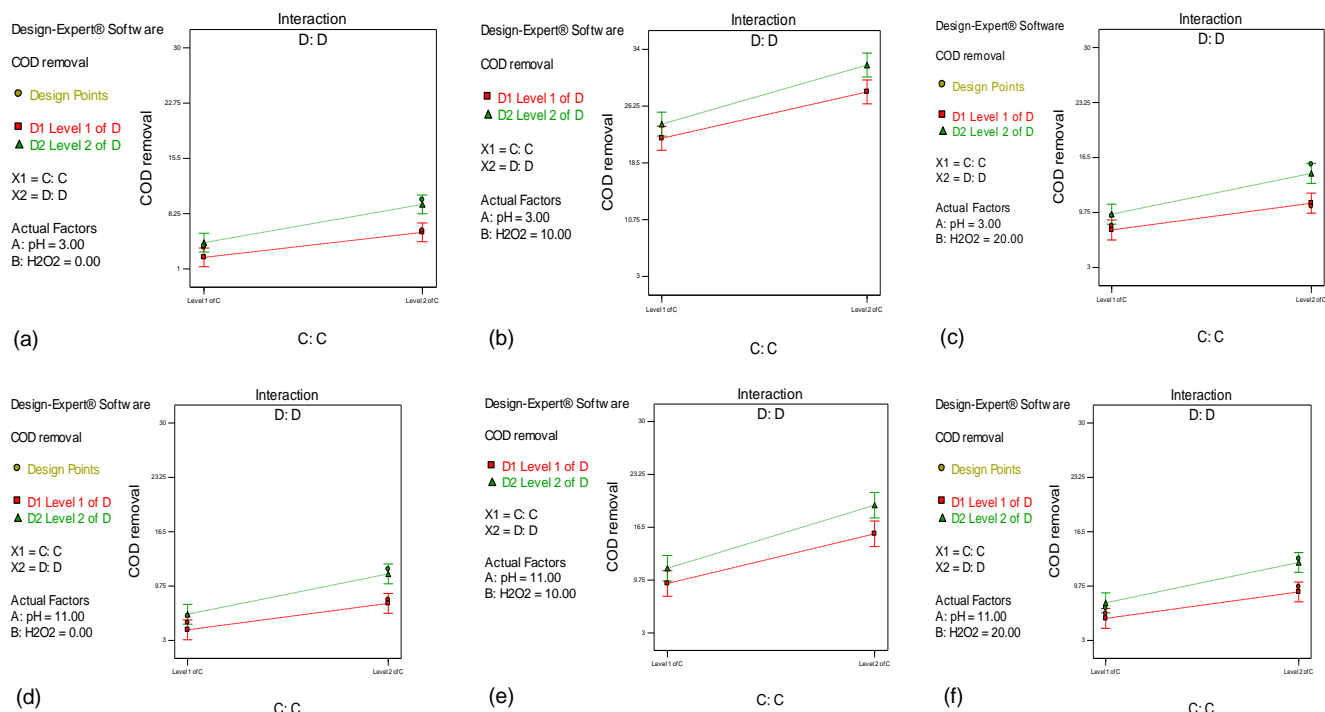 Interaction
D: D
Design-Expert® Software
COD removal
Design Points
D1 Level 1 of D
D2 Level 2 of D
X1 = C: C
X2 = D: D
Actual Factors
A: pH = 3.00
B: H2O2 = 0.00
COD removal
30
22.75
15.5
8.25
1
Level 1 of C
Level 2 of C
C: C
(a)
Interaction
D: D
Design-Expert® Software
COD removal
D1 Level 1 of D
D2 Level 2 of D
X1 = C: C
X2 = D: D
Actual Factors
A: pH = 3.00
B: H2O2 = 10.00
COD removal
34
26.25
18.5
10.75
3
Level 1 of C
Level 2 of C
C: C
(b)
Interaction
D: D
Design-Expert® Software
COD removal
Design Points
D1 Level 1 of D
D2 Level 2 of D
X1 = C: C
X2 = D: D
Actual Factors
A: pH = 3.00
B: H2O2 = 20.00
COD removal
30
23.25
16.5
9.75
3
Level 1 of C
Level 2 of C
C: C
(c)
Interaction
D: D
Design-Expert® Software
COD removal
Design Points
D1 Level 1 of D
D2 Level 2 of D
X1 = C: C
X2 = D: D
Actual Factors
A: pH = 11.00
B: H2O2 = 0.00
COD removal
30
23.25
16.5
9.75
3
Level 1 of C
Level 2 of C
C: C
(d)
Interaction
D: D
Design-Expert® Software
COD removal
D1 Level 1 of D
D2 Level 2 of D
X1 = C: C
X2 = D: D
Actual Factors
A: pH = 11.00
B: H2O2 = 10.00
COD removal
30
23.25
16.5
9.75
3
Level 1 of C
Level 2 of C
C: C
(e)
Interaction
D: D
Design-Expert® Software
COD removal
Design Points
D1 Level 1 of D
D2 Level 2 of D
X1 = C: C
X2 = D: D
Actual Factors
A: pH = 11.00
B: H2O2 = 20.00
COD removal
30
23.25
16.5
9.75
3
Level 1 of C
Level 2 of C
C: C
(f)